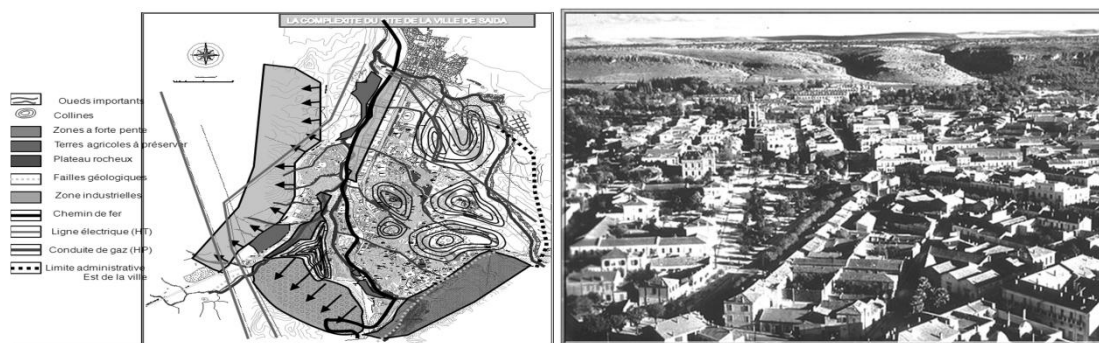 LA COMPLEXITE DU SITE DE LA VILLE DE SAIDA
Oueds importants
Collines
Zones a forte pente
Terres agricoles à préserver
Plateau rocheux
Failles géologiques
Zone industrielles
Chemin de fer
Ligne électrique (HT)
Conduite de gaz (HP)
Limite administrative
Est de la ville